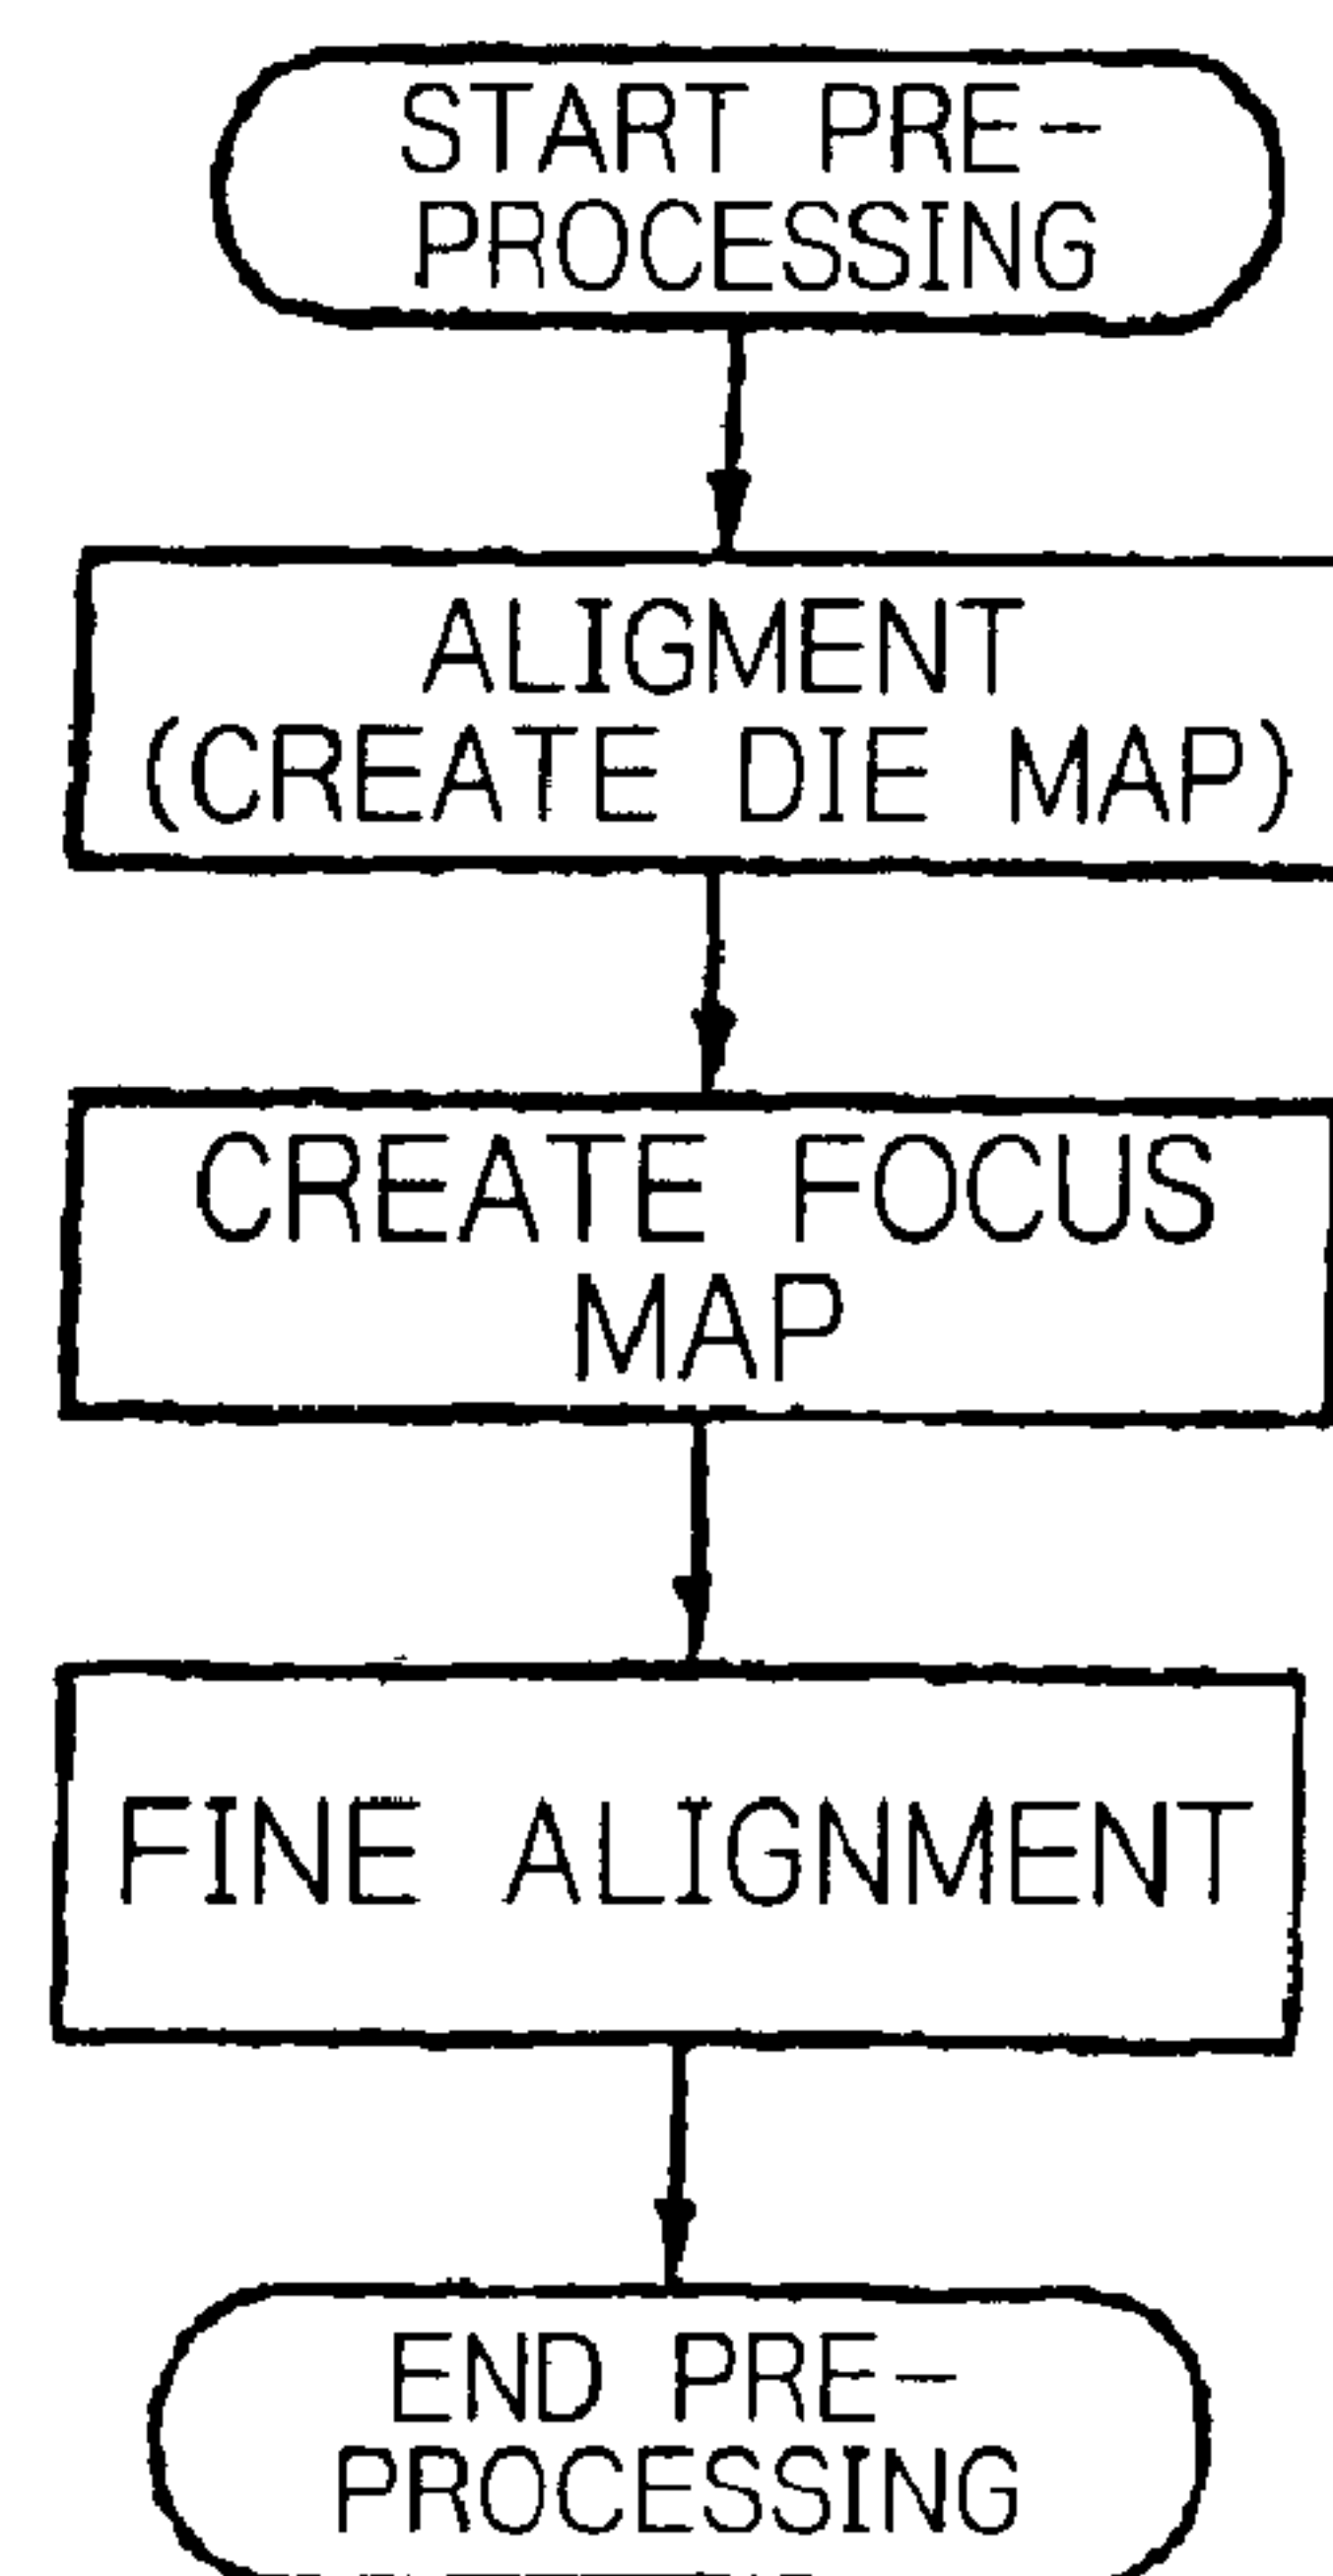 START PRE-
PROCESSING
ALIGMENT
(CREATE DIE MAP)
CREATE FOCUS
MAP
FINE ALIGNMENT
END PRE-
PROCESSING